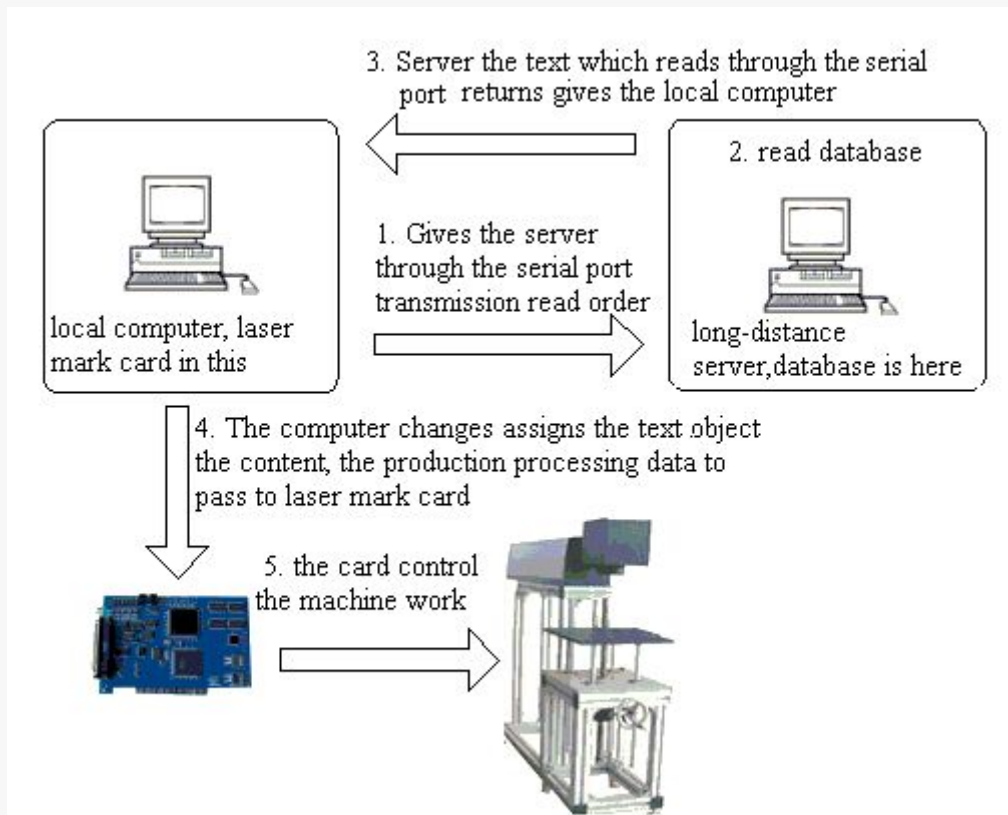 3. Server the text which reads through the serial
port returns gives the local computer
2. read database
1. Gives the server
through the serial port
transmission read order
local computer, laser
mark card in this
long-distance
server,database is here
4. The computer changes assigns the text object
the content, the production processing data to
pass to laser mark card
5. the card control
the machine work